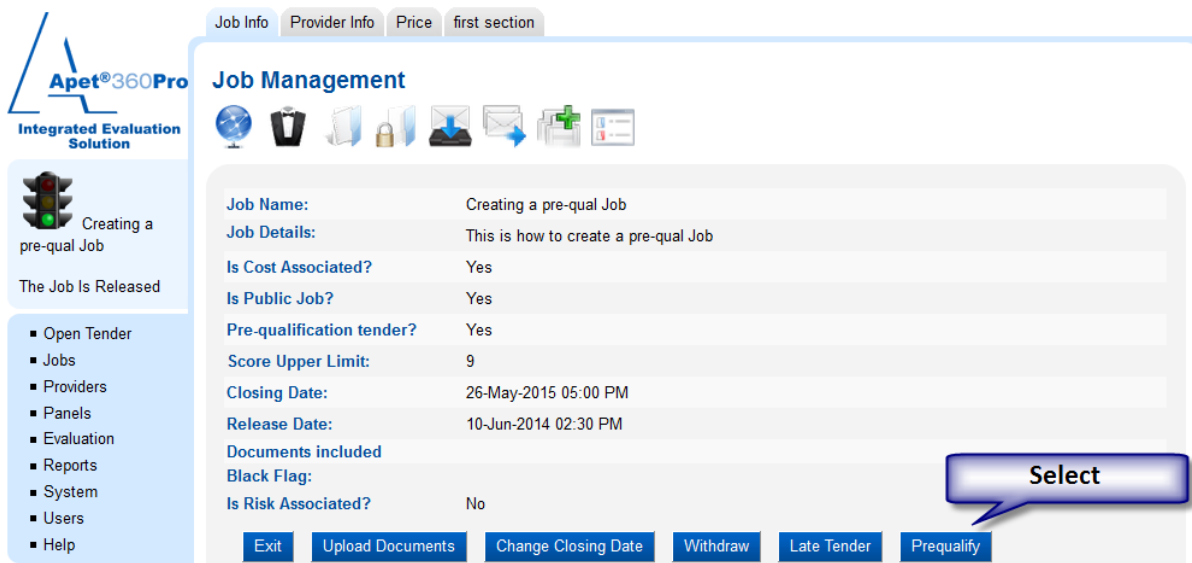 Job Info Provider Info Price first section
Apet®360Pro
Integrated Evaluation
Solution
Creating a
pre-qual Job
The Job Is Released
Open Tender
Jobs
Providers
Panels
Evaluation
Reports
System
Users
Help
Job Management
Job Name: Creating a pre-qual Job
Job Details: This is how to create a pre-qual Job
Is Cost Associated? Yes
Is Public Job? Yes
Pre-qualification tender? Yes
Score Upper Limit: 9
Closing Date: 26-May-2015 05:00 PM
Release Date: 10-Jun-2014 02:30 PM
Documents included
Black Flag:
Is Risk Associated? No
Select
Exit Upload Documents Change Closing Date Withdraw Late Tender Prequalify